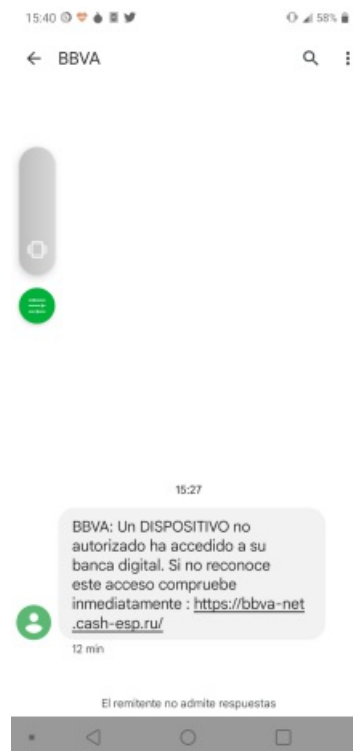 15:40
58%
BBVA
15:27
BBVA: Un DISPOSITIVO no
autorizado ha accedido a su
banca digital. Si no reconoce
este acceso compruebe
inmediatamente : https://bbva-net
.cash-esp.ru/
12 min
El remitente no admite respuestas